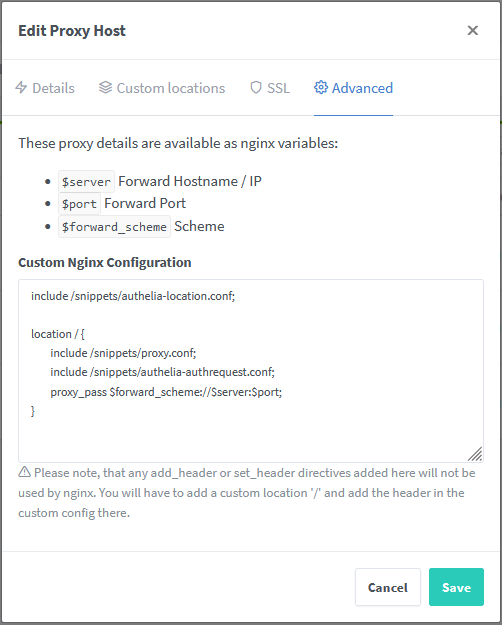 Edit Proxy Host
Details
Custom locations
SSL
Advanced
These proxy details are available as nginx variables:
$server Forward Hostname / IP
$port Forward Port
$forward_scheme Scheme
Custom Nginx Configuration
include /snippets/authelia-location.conf;
location / {
include /snippets/proxy.conf;
include /snippets/authelia-authrequest.conf;
proxy_pass $forward_scheme://$server:$port;
}
Please note, that any add_header or set_header directives added here will not be
used by nginx. You will have to add a custom location '/' and add the header in the
custom config there.
Cancel
Save